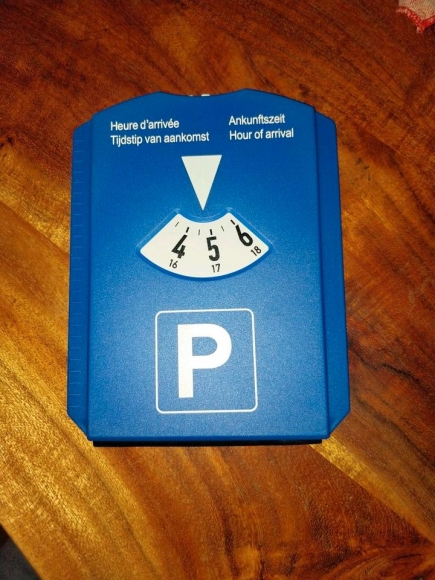 Heure d'arrivée
Tijdstip van aankomst
Ankunftszeit
Hour of arrival
4 5 6
16 17 18
P